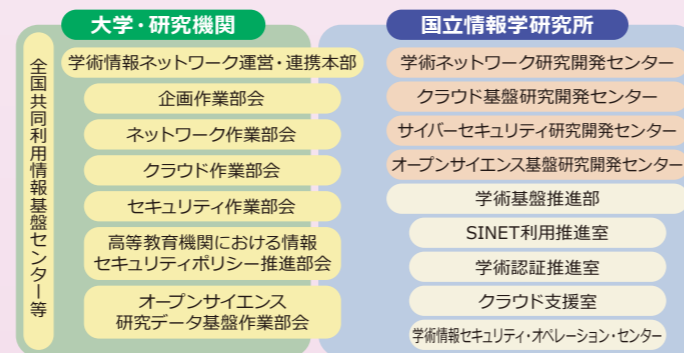 大学・研究機関
全国共同利用情報基盤センター等
学術情報ネットワーク運営・連携本部
企画作業部会
ネットワーク作業部会
クラウド作業部会
セキュリティ作業部会
高等教育機関における情報
セキュリティポリシー推進部会
オープンサイエンス
研究データ基盤作業部会
国立情報学研究所
学術ネットワーク研究開発センター
クラウド基盤研究開発センター
サイバーセキュリティ研究開発センター
オープンサイエンス基盤研究開発センター
学術基盤推進部
SINET利用推進室
学術認証推進室
クラウド支援室
学術情報セキュリティ・オペレーション・センター